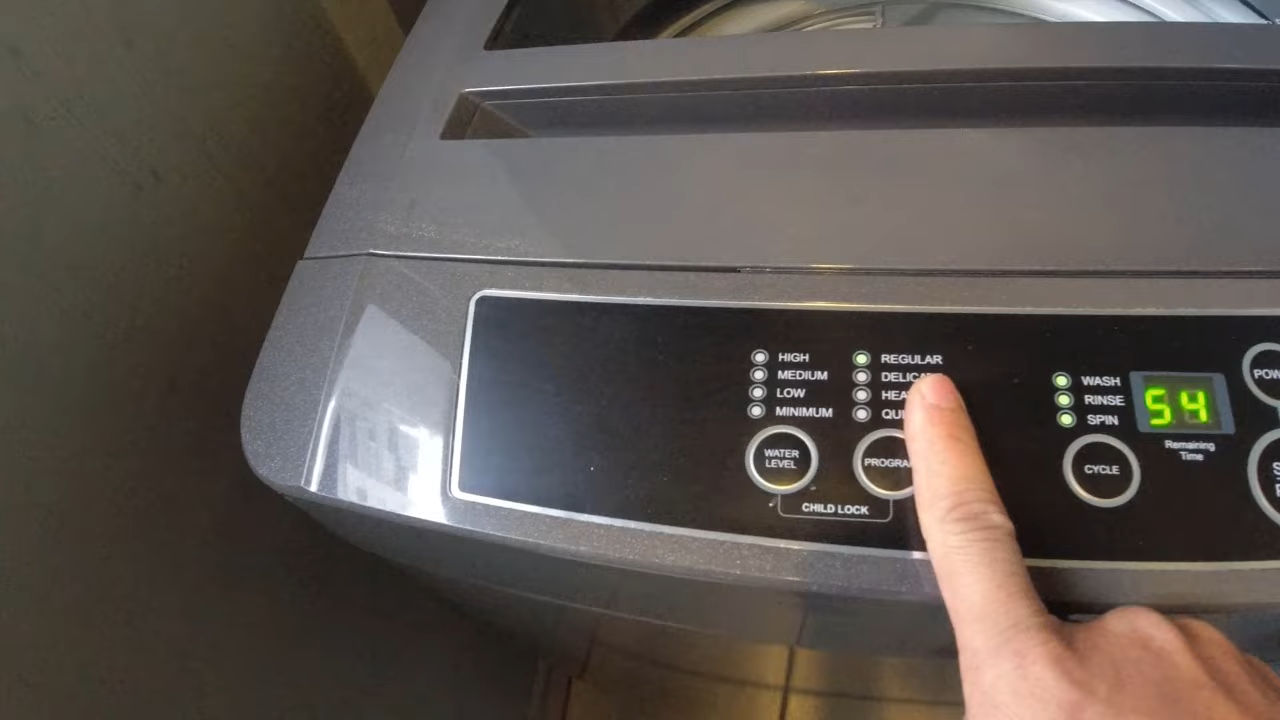 HIGH
MEDIUM
LOW
MINIMUM
WATER
LEVEL
REGULAR
CHILD LOCK
WASH
RINSE
SPIN
54
Remaining
Time
CYCLE